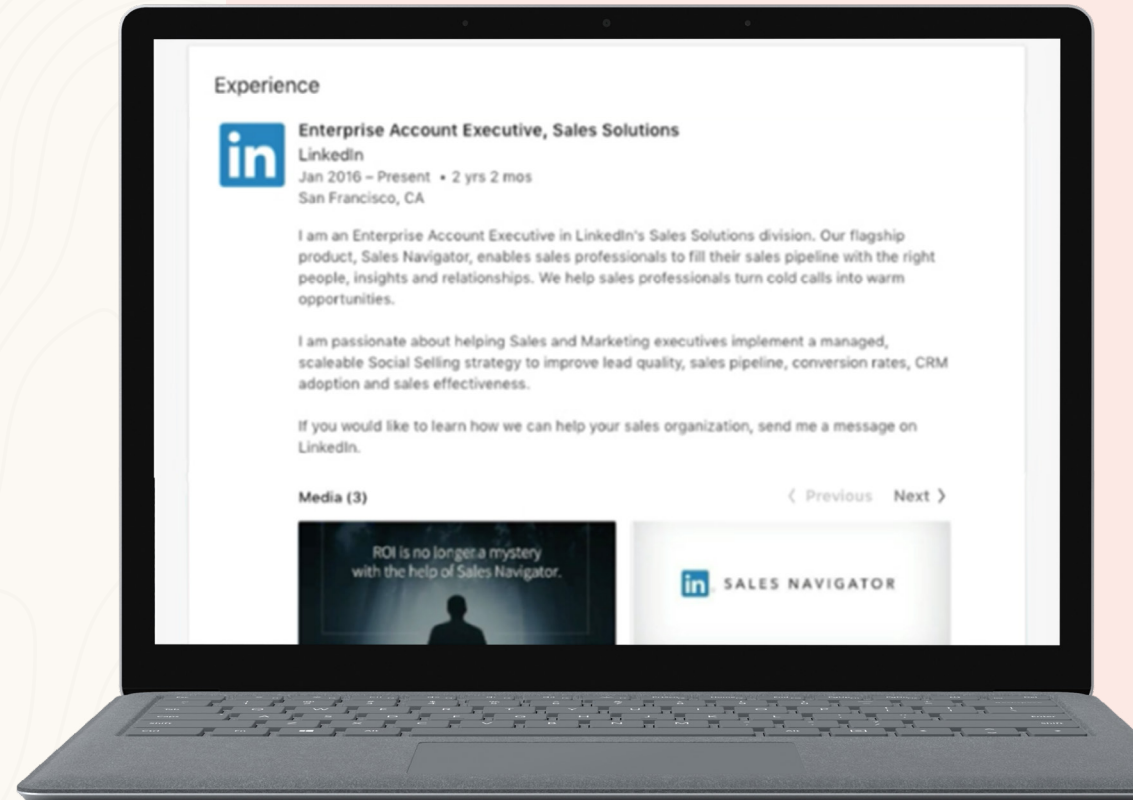 Experience
in
Enterprise Account Executive, Sales Solutions
LinkedIn
Jan 2016 – Present • 2 yrs 2 mos
San Francisco, CA
I am an Enterprise Account Executive in LinkedIn's Sales Solutions division. Our flagship
product, Sales Navigator, enables sales professionals to fill their sales pipeline with the right
people, insights and relationships. We help sales professionals turn cold calls into warm
opportunities.
I am passionate about helping Sales and Marketing executives implement a managed,
scaleable Social Selling strategy to improve lead quality, sales pipeline, conversion rates, CRM
adoption and sales effectiveness.
If you would like to learn how we can help your sales organization, send me a message on
LinkedIn.
Media (3)
Previous Next
ROI is no longer a mystery
with the help of Sales Navigator.
in SALES NAVIGATOR